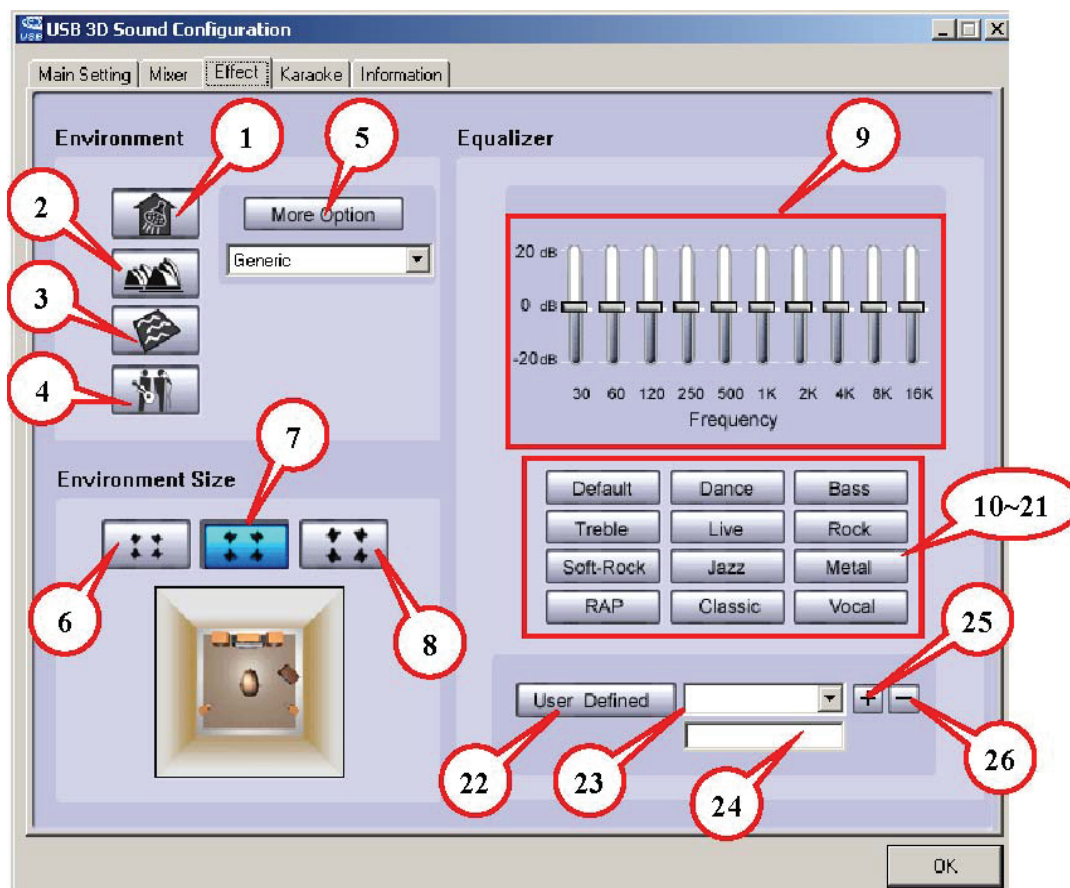 USB 3D Sound Configuration
Main Setting Mixer Effect Karaoke Information
Environment
1
2
3
4
5
More Option
Generic
Environment Size
6
7
8
Equalizer
9
20 dB
0 dB
-20 dB
30 60 120 250 500 1K 2K 4K 8K 16K
Frequency
Default Dance Bass
Treble Live Rock
Soft-Rock Jazz Metal
RAP Classic Vocal
10~21
User Defined
22
23
24
25
26
OK
USB